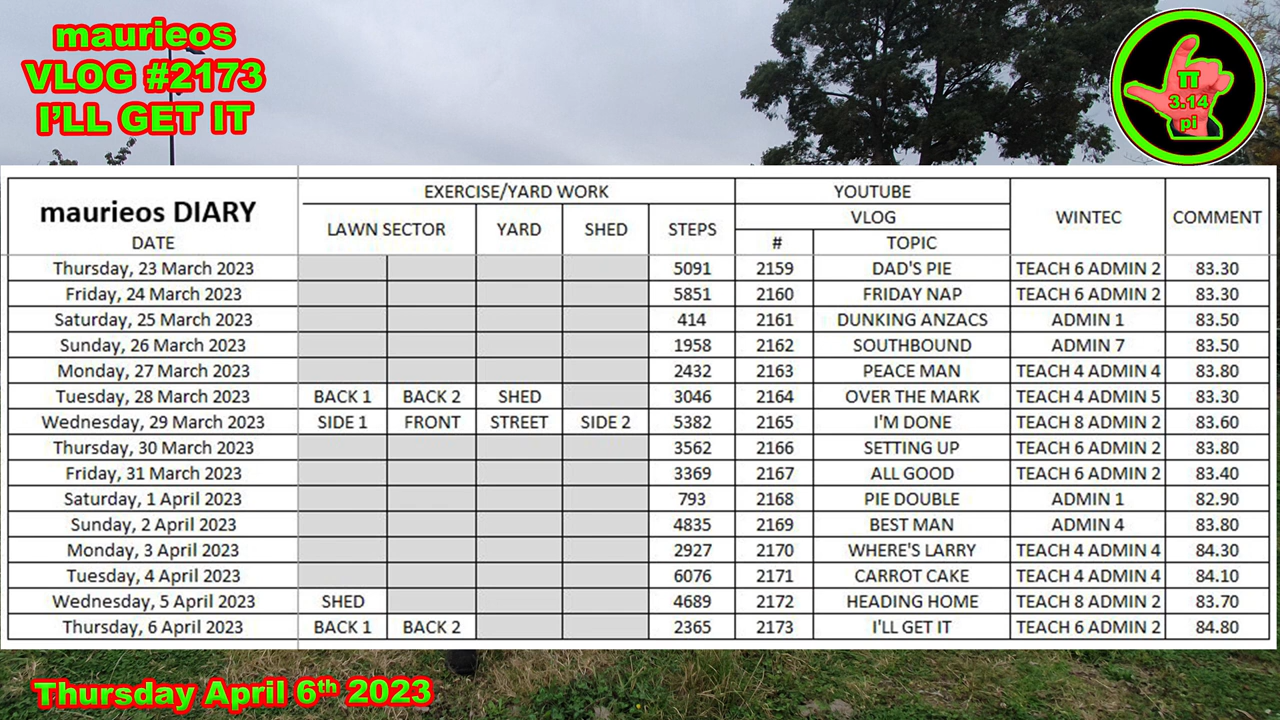 maurieos
VLOG #2173
I'LL GET IT
π
3.14
pi
maurieos DIARY
DATE
EXERCISE/YARD WORK
LAWN SECTOR YARD SHED STEPS
YOUTUBE
VLOG
# TOPIC
WINTEC
COMMENT
Thursday, 23 March 2023 5091 2159 DAD'S PIE TEACH 6 ADMIN 2 83.30
Friday, 24 March 2023 5851 2160 FRIDAY NAP TEACH 6 ADMIN 2 83.30
Saturday, 25 March 2023 414 2161 DUNKING ANZACS ADMIN 1 83.50
Sunday, 26 March 2023 1958 2162 SOUTHBOUND ADMIN 7 83.50
Monday, 27 March 2023 2432 2163 PEACE MAN TEACH 4 ADMIN 4 83.80
Tuesday, 28 March 2023 BACK 1 BACK 2 SHED 3046 2164 OVER THE MARK TEACH 4 ADMIN 5 83.30
Wednesday, 29 March 2023 SIDE 1 FRONT STREET SIDE 2 5382 2165 I'M DONE TEACH 8 ADMIN 2 83.60
Thursday, 30 March 2023 3562 2166 SETTING UP TEACH 6 ADMIN 2 83.80
Friday, 31 March 2023 3369 2167 ALL GOOD TEACH 6 ADMIN 2 83.40
Saturday, 1 April 2023 793 2168 PIE DOUBLE ADMIN 1 82.90
Sunday, 2 April 2023 4835 2169 BEST MAN ADMIN 4 83.80
Monday, 3 April 2023 2927 2170 WHERE'S LARRY TEACH 4 ADMIN 4 84.30
Tuesday, 4 April 2023 6076 2171 CARROT CAKE TEACH 4 ADMIN 4 84.10
Wednesday, 5 April 2023 SHED 4689 2172 HEADING HOME TEACH 8 ADMIN 2 83.70
Thursday, 6 April 2023 BACK 1 BACK 2 2365 2173 I'LL GET IT TEACH 6 ADMIN 2 84.80
Thursday April 6th 2023